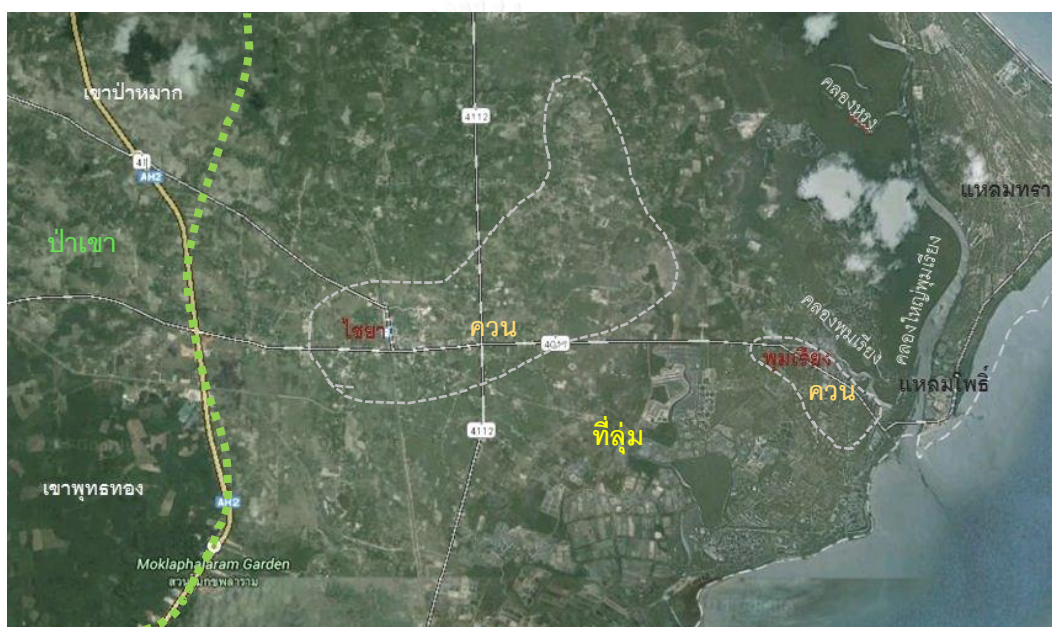 4112
เขาป่าหมาก
คลองหวง
41
AH2
แหลมทราย
ป่าเขา
คลองใหญ่พุมเรียง
คลองพุมเรียง
ไชยา
ควน
พุมเรียง
แหลมโพธิ์
ควน
4112
ที่ลุ่ม
เขาพุทธทอง
AH2
Moklaphalaram Garden
สวนโมกขพลาราม